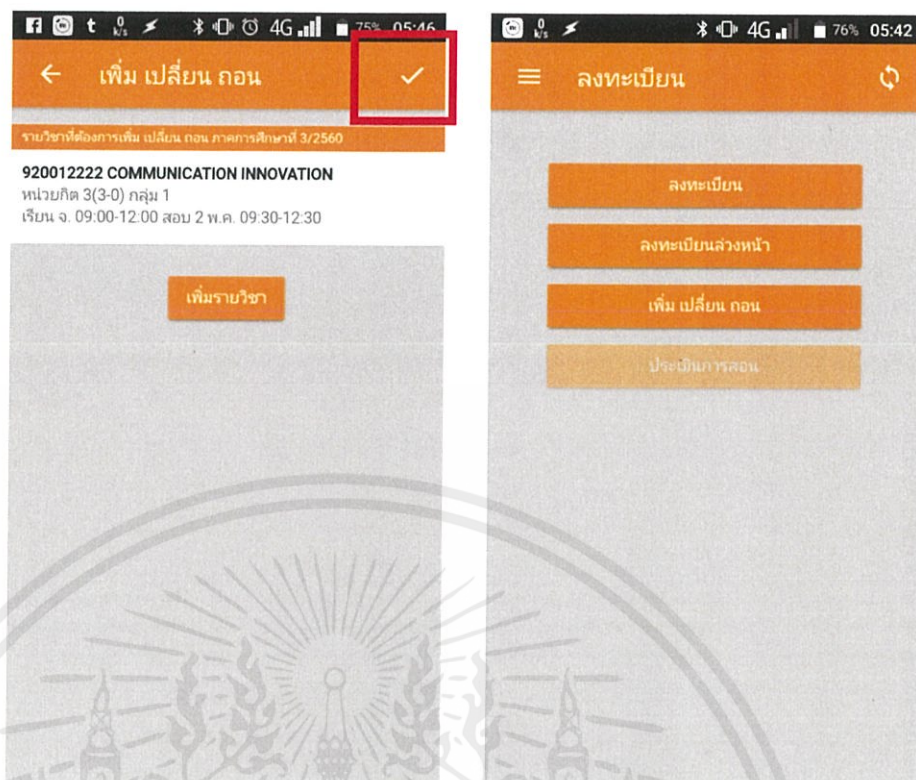 t 0 k/s 4G 75% 05:46
เพิ่ม เปลี่ยน ถอน
รายวิชาที่ต้องการเพิ่ม เปลี่ยน ถอน ภาคการศึกษาที่ 3/2560
920012222 COMMUNICATION INNOVATION
หน่วยกิต 3(3-0) กลุ่ม 1
เรียน จ. 09:00-12:00 สอบ 2 พ.ค. 09:30-12:30
เพิ่มรายวิชา
0 k/s 4G 76% 05:42
ลงทะเบียน
ลงทะเบียน
ลงทะเบียนล่วงหน้า
เพิ่ม เปลี่ยน ถอน
ประเมินการสอน